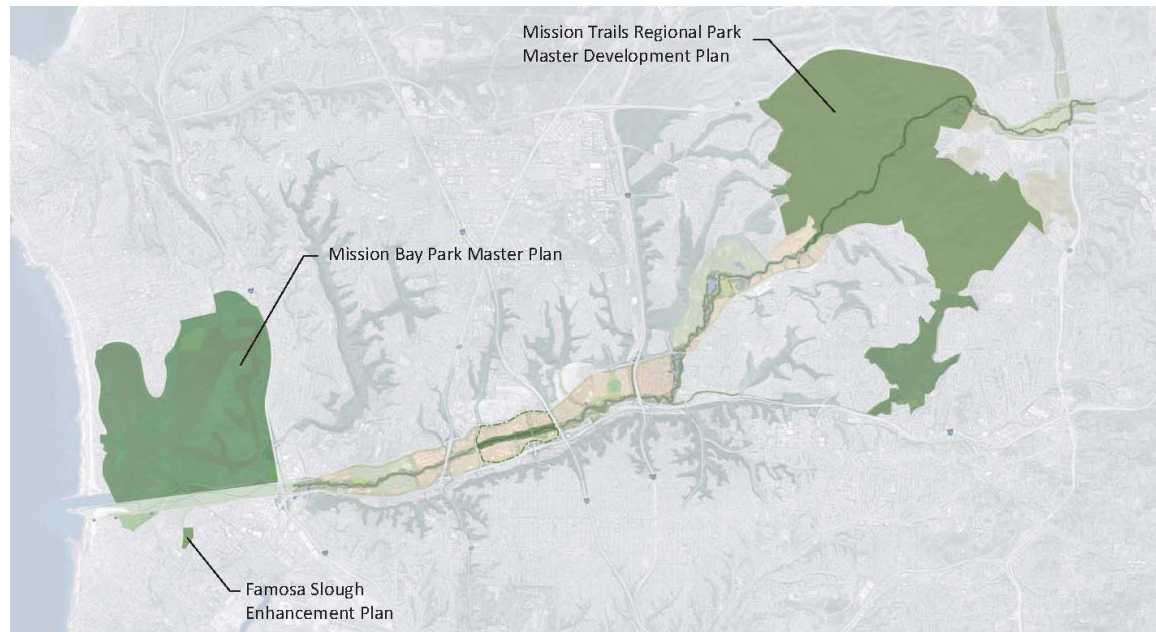 Mission Trails Regional Park
Master Development Plan
Mission Bay Park Master Plan
Famosa Slough
Enhancement Plan